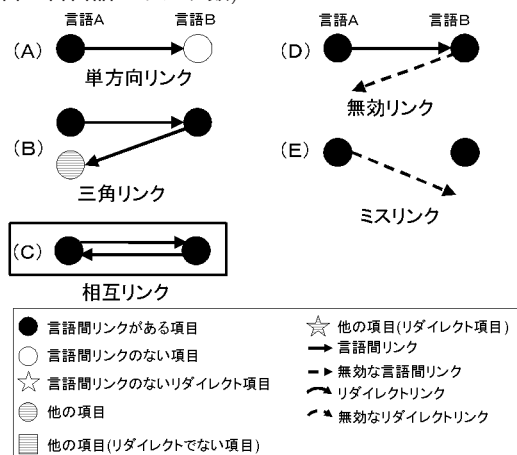 言語A 言語B
(A)
単方向リンク
(B)
三角リンク
(C)
相互リンク
言語A 言語B
(D)
無効リンク
(E)
ミスリンク
言語間リンクがある項目
言語間リンクのない項目
言語間リンクのないリダイレクト項目
他の項目
他の項目(リダイレクトでない項目)
他の項目(リダイレクト項目)
言語間リンク
無効な言語間リンク
リダイレクトリンク
無効なリダイレクトリンク